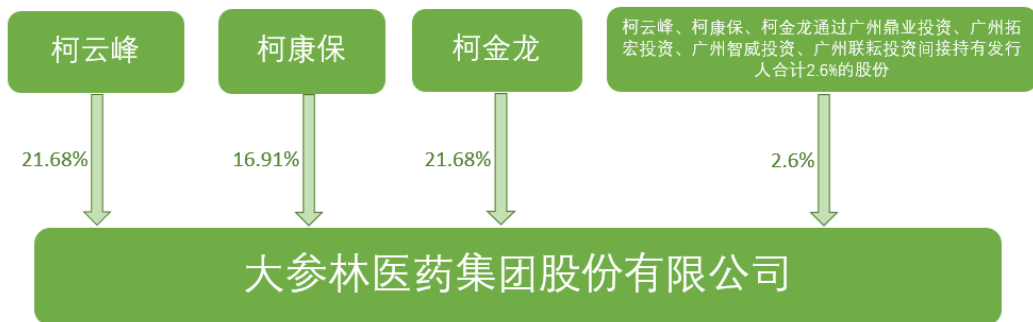 柯云峰
柯康保
柯金龙
柯云峰、柯康保、柯金龙通过广州鼎业投资、广州拓
宏投资、广州智威投资、广州联耘投资间接持有发行
人合计2.6%的股份
21.68%
16.91%
21.68%
2.6%
大参林医药集团股份有限公司